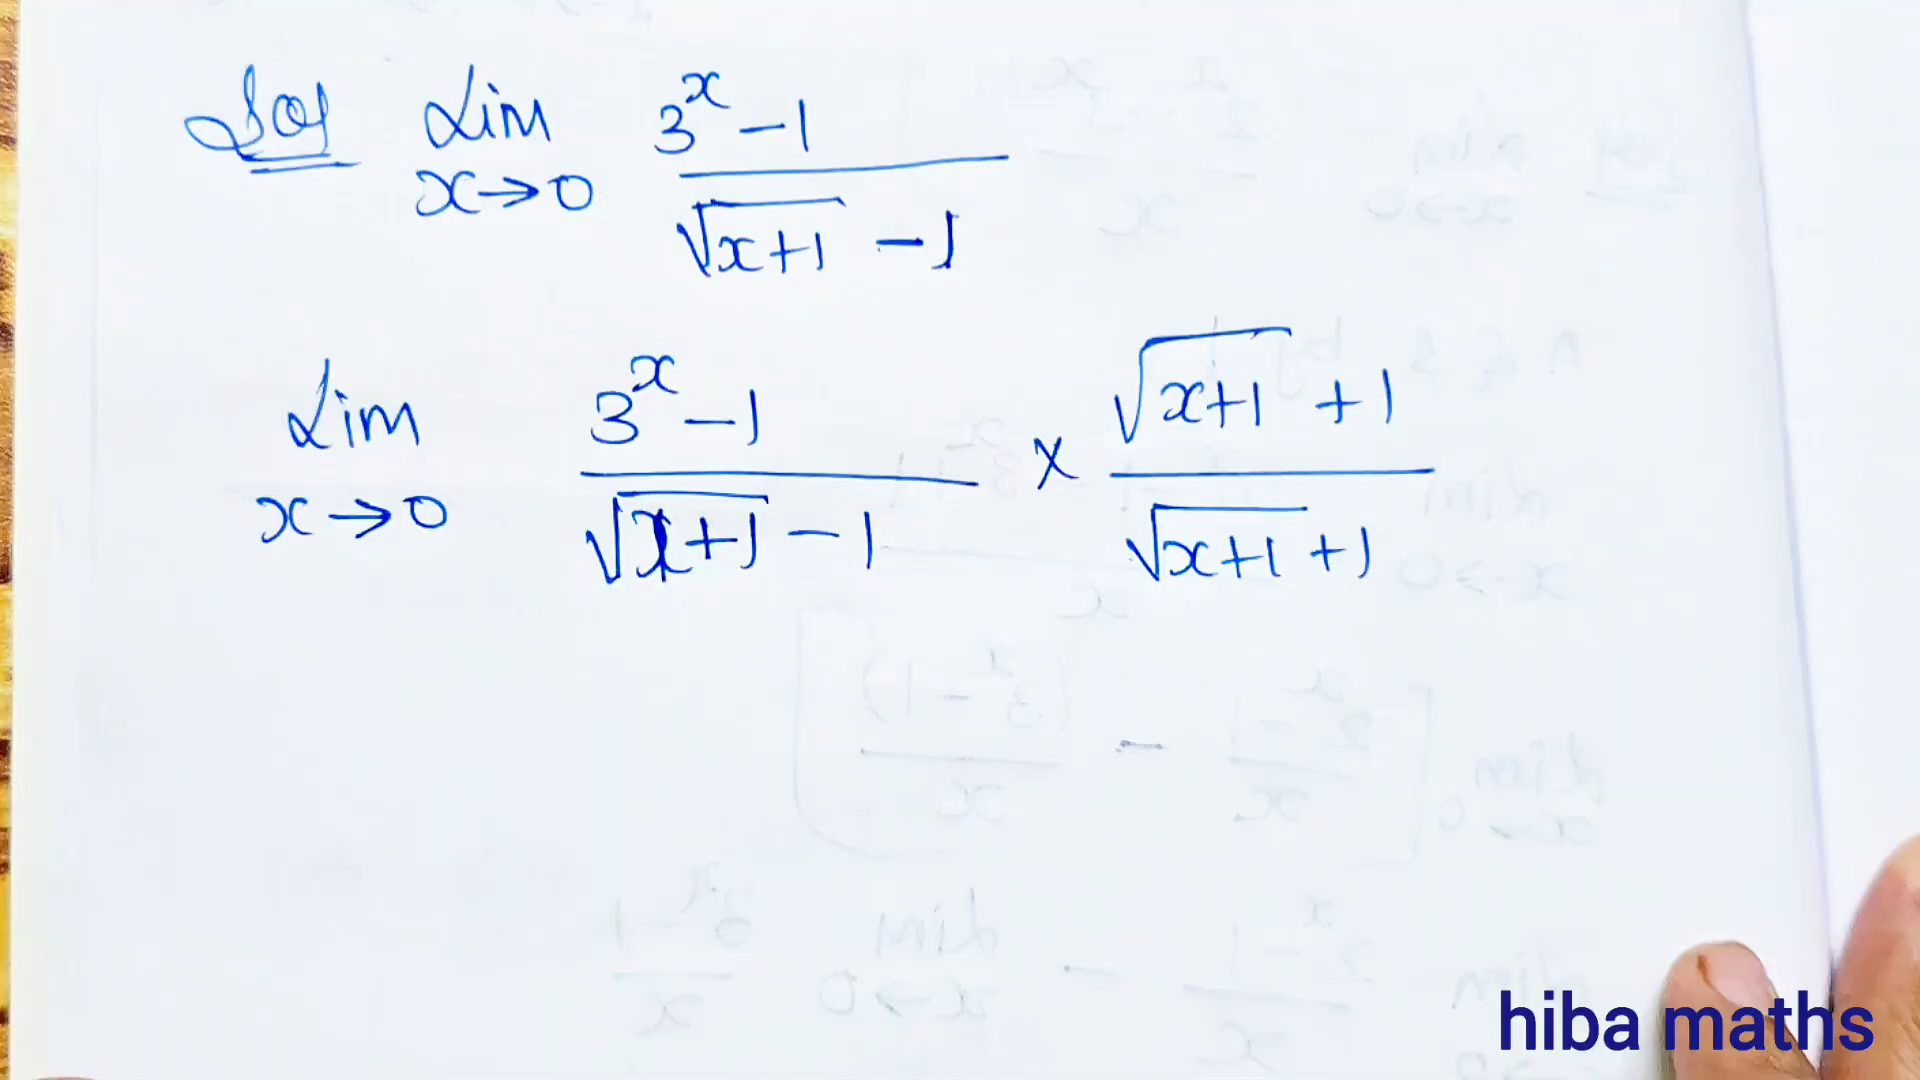 Sol Lim x→0 (3^x - 1)/(√(x+1) - 1)
Lim x→0 (3^x - 1)/(√(x+1) - 1) × (√(x+1) + 1)/(√(x+1) + 1)
hiba maths